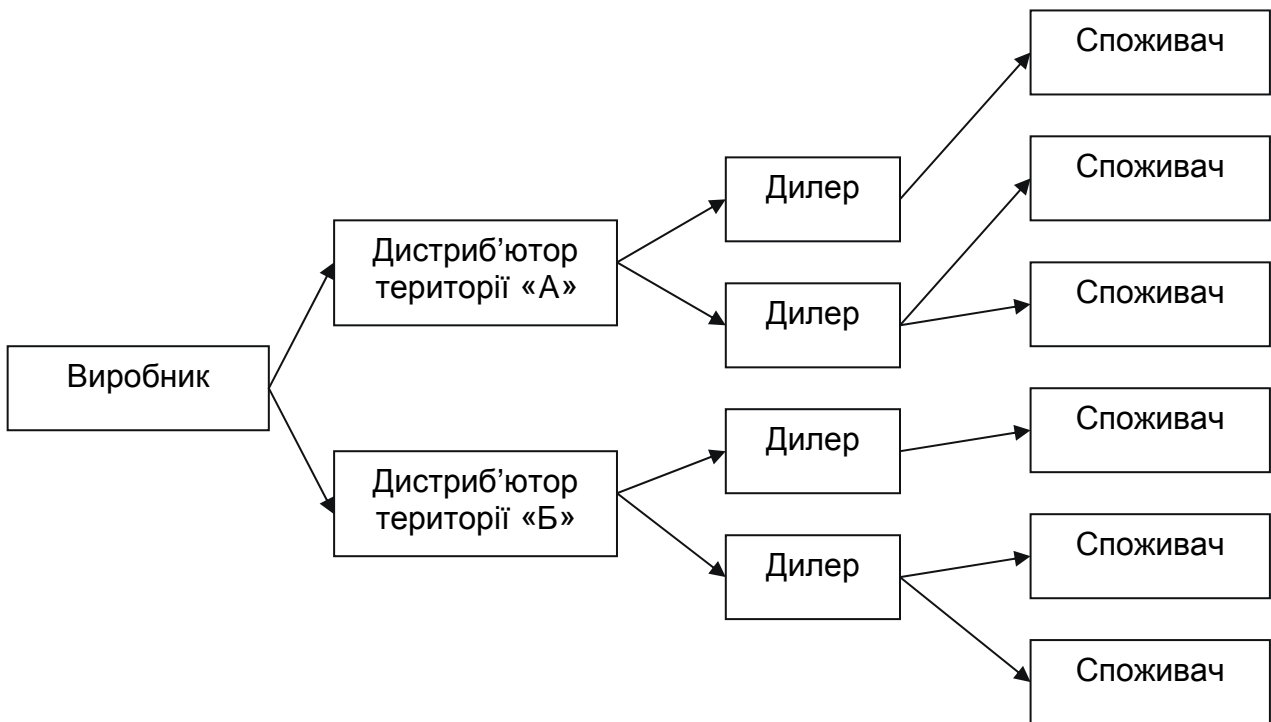 Виробник
Дистриб’ютор
території «А»
Дистриб’ютор
території «Б»
Дилер
Дилер
Дилер
Дилер
Споживач
Споживач
Споживач
Споживач
Споживач
Споживач